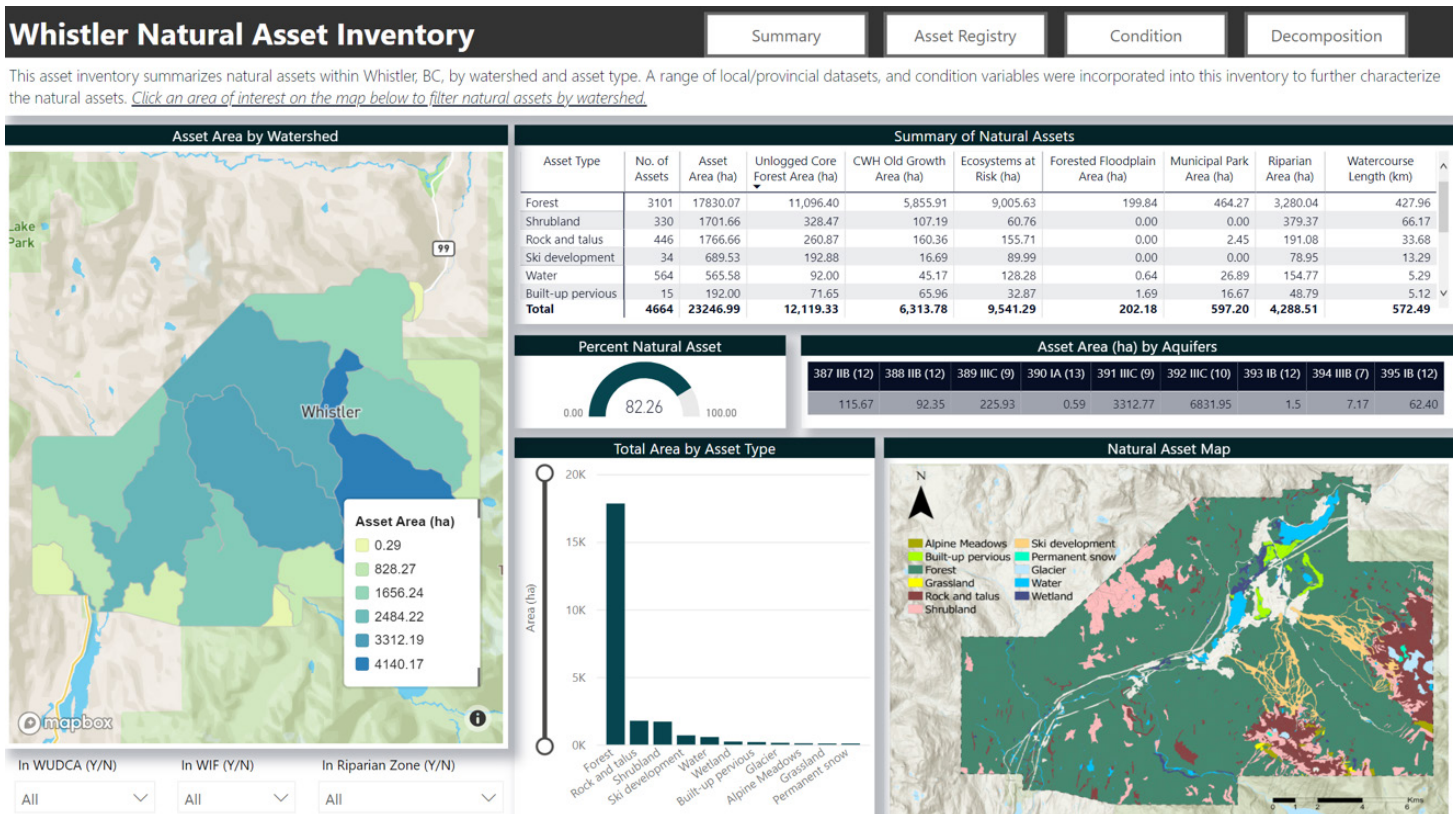 Whistler Natural Asset Inventory
Summary
Asset Registry
Condition
Decomposition
This asset inventory summarizes natural assets within Whistler, BC, by watershed and asset type. A range of local/provincial datasets, and condition variables were incorporated into this inventory to further characterize
the natural assets. Click an area of interest on the map below to filter natural assets by watershed.
Asset Area by Watershed
Lake
Park
99
Whistler
Asset Area (ha)
0.29
828.27
1656.24
2484.22
3312.19
4140.17
mapbox
In WUDCA (Y/N) In WIF (Y/N) In Riparian Zone (Y/N)
All All All
Summary of Natural Assets
Asset Type No. of Assets Asset Area (ha) Unlogged Core Forest Area (ha) CWH Old Growth Area (ha) Ecosystems at Risk (ha) Forested Floodplain Area (ha) Municipal Park Area (ha) Riparian Area (ha) Watercourse Length (km)
Forest 3101 17830.07 11,096.40 5,855.91 9,005.63 199.84 464.27 3,280.04 427.96
Shrubland 330 1701.66 328.47 107.19 60.76 0.00 0.00 379.37 66.17
Rock and talus 446 1766.66 260.87 160.36 155.71 0.00 2.45 191.08 33.68
Ski development 34 689.53 192.88 16.69 89.99 0.00 0.00 78.95 13.29
Water 564 565.58 92.00 45.17 128.28 0.64 26.89 154.77 5.29
Built-up pervious 15 192.00 71.65 65.96 32.87 1.69 16.67 48.79 5.12
Total 4664 23246.99 12,119.33 6,313.78 9,541.29 202.18 597.20 4,288.51 572.49
Percent Natural Asset
0.00 82.26 100.00
Asset Area (ha) by Aquifers
387 IIB (12) 388 IIB (12) 389 IIIC (9) 390 IA (13) 391 IIIC (9) 392 IIIC (10) 393 IB (12) 394 IIIB (7) 395 IB (12)
115.67 92.35 225.93 0.59 3312.77 6831.95 1.5 7.17 62.40
Total Area by Asset Type
Area (ha)
20K
15K
10K
5K
0K
Forest
Rock and talus
Shrubland
Ski development
Water
Wetland
Built-up pervious
Glacier
Alpine Meadows
Grassland
Permanent snow
Natural Asset Map
N
Alpine Meadows
Built-up pervious
Forest
Grassland
Rock and talus
Shrubland
Ski development
Permanent snow
Glacier
Water
Wetland
0 1 2 4 6 Kms